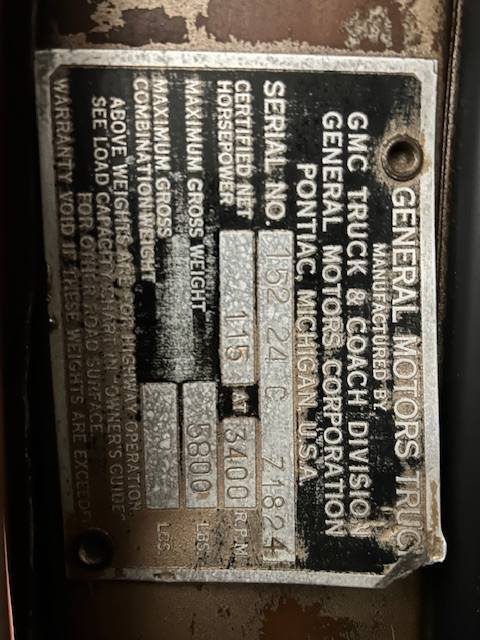 GENERAL MOTORS TRUC
MANUFACTURED BY
GMC TRUCK & COACH DIVISION
GENERAL MOTORS CORPORATION
PONTIAC, MICHIGAN, U.S.A.
SERIAL NO. 152 24 C 71824
CERTIFIED NET
HORSEPOWER 115 AT 3400 R.P.M.
MAXIMUM GROSS WEIGHT 5800 LBS.
MAXIMUM GROSS
COMBINATION WEIGHT LBS.
ABOVE WEIGHTS ARE FOR HIGHWAY OPERATION.
SEE LOAD CAPACITY CHART IN "OWNER'S GUIDE"
FOR OTHER ROAD SURFACE.
WARRANTY VOID IF THESE WEIGHTS ARE EXCEED